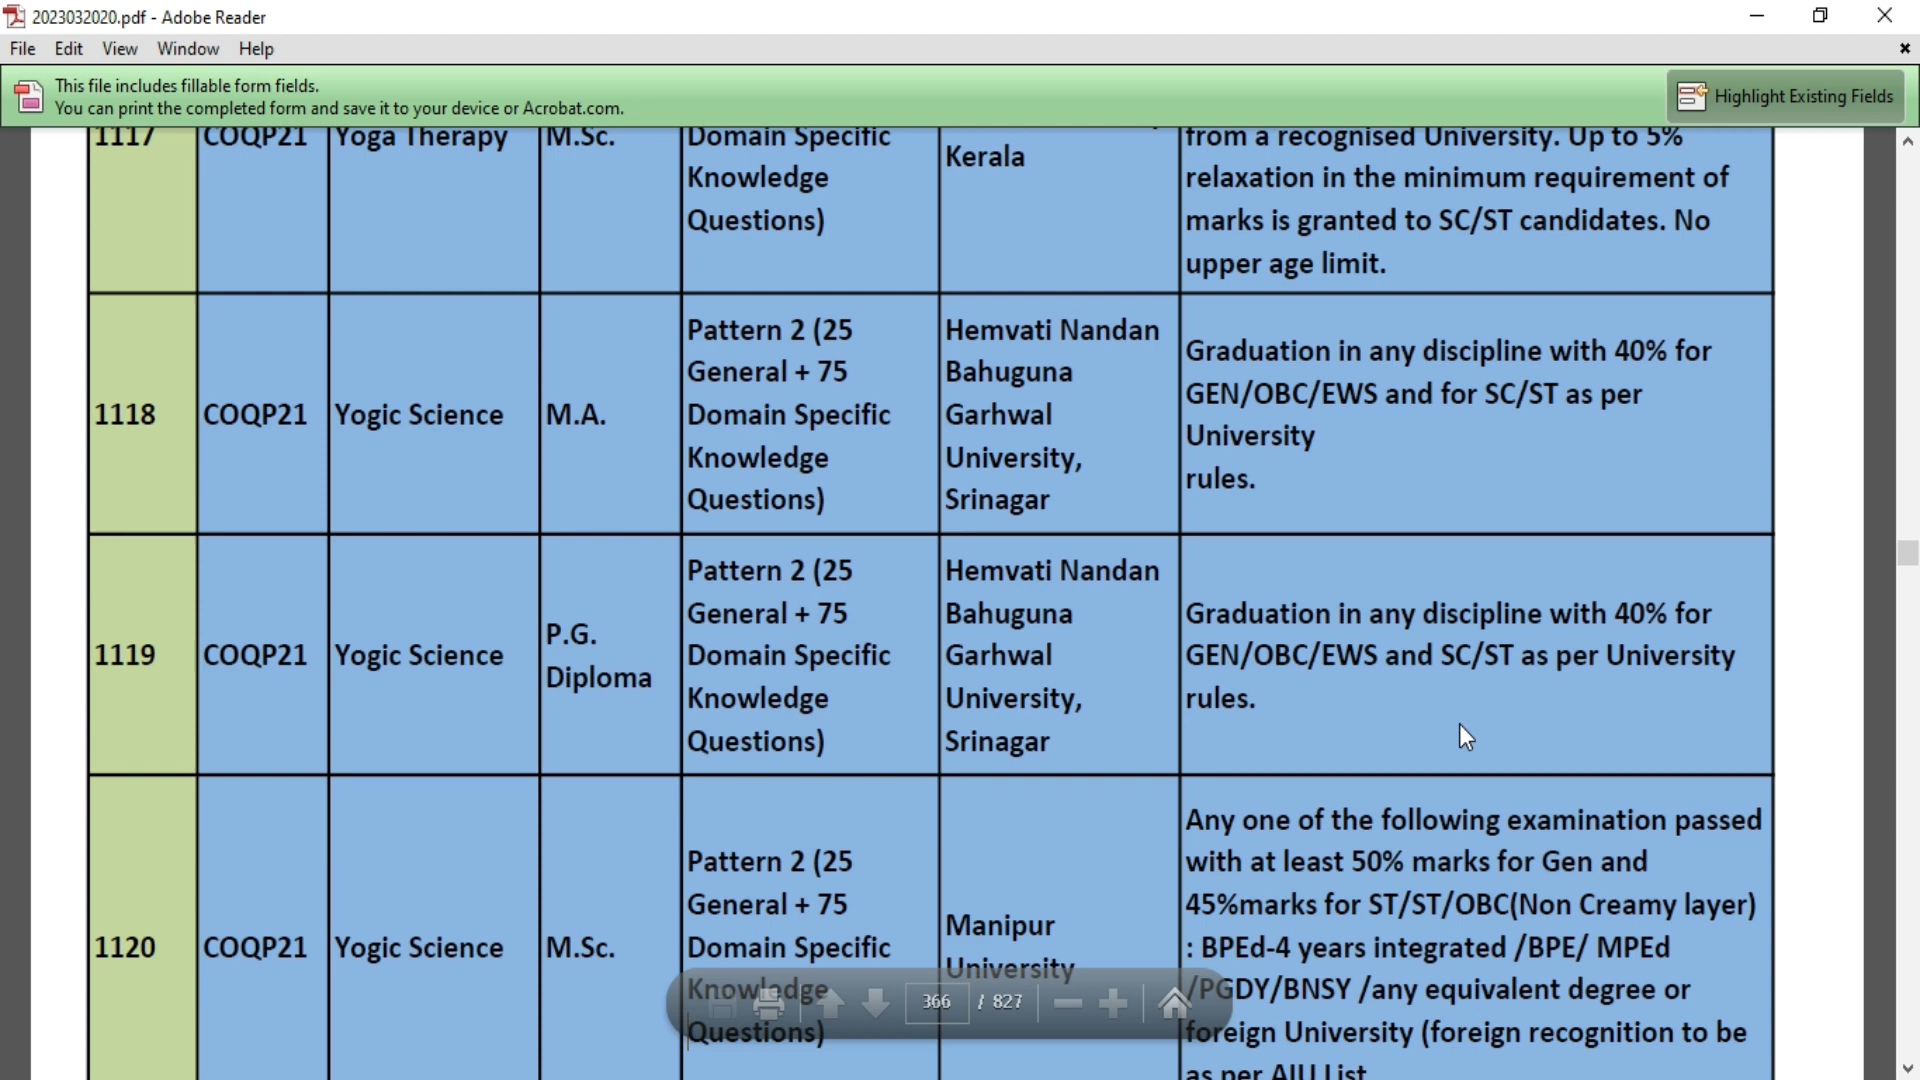 2023032020.pdf - Adobe Reader
File Edit View Window Help
This file includes fillable form fields.
You can print the completed form and save it to your device or Acrobat.com.
Highlight Existing Fields
1117
COQP21
Yoga Therapy
M.Sc.
Domain Specific
Knowledge
Questions)
Kerala
from a recognised University. Up to 5%
relaxation in the minimum requirement of
marks is granted to SC/ST candidates. No
upper age limit.
1118
COQP21
Yogic Science
M.A.
Pattern 2 (25
General + 75
Domain Specific
Knowledge
Questions)
Hemvati Nandan
Bahuguna
Garhwal
University,
Srinagar
Graduation in any discipline with 40% for
GEN/OBC/EWS and for SC/ST as per
University
rules.
1119
COQP21
Yogic Science
P.G.
Diploma
Pattern 2 (25
General + 75
Domain Specific
Knowledge
Questions)
Hemvati Nandan
Bahuguna
Garhwal
University,
Srinagar
Graduation in any discipline with 40% for
GEN/OBC/EWS and SC/ST as per University
rules.
1120
COQP21
Yogic Science
M.Sc.
Pattern 2 (25
General + 75
Domain Specific
Knowledge
Questions)
Manipur
University
Any one of the following examination passed
with at least 50% marks for Gen and
45%marks for ST/ST/OBC(Non Creamy layer)
: BPEd-4 years integrated /BPE/ MPEd
/PGDY/BNSY /any equivalent degree or
foreign University (foreign recognition to be
as per AIU List
366 / 827